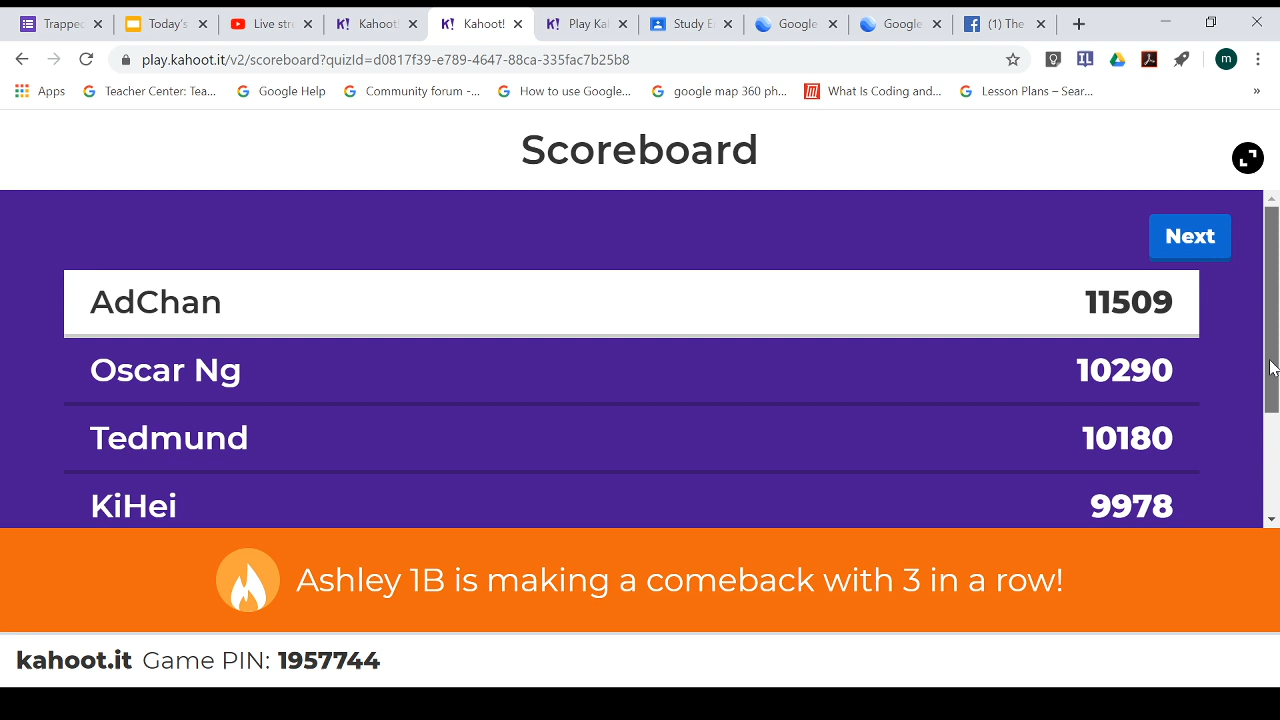 Trapped Today's Live stre Kahoot! Kahoot! Play Ka Study E Google Google (1) The
play.kahoot.it/v2/scoreboard?quizId=d0817f39-e789-4647-88ca-335fac7b25b8 m
Apps Teacher Center: Tea... Google Help Community forum -... How to use Google... google map 360 ph... What Is Coding and... Lesson Plans – Sear... »
Scoreboard
Next
AdChan 11509
Oscar Ng 10290
Tedmund 10180
KiHei 9978
Ashley 1B is making a comeback with 3 in a row!
kahoot.it Game PIN: 1957744